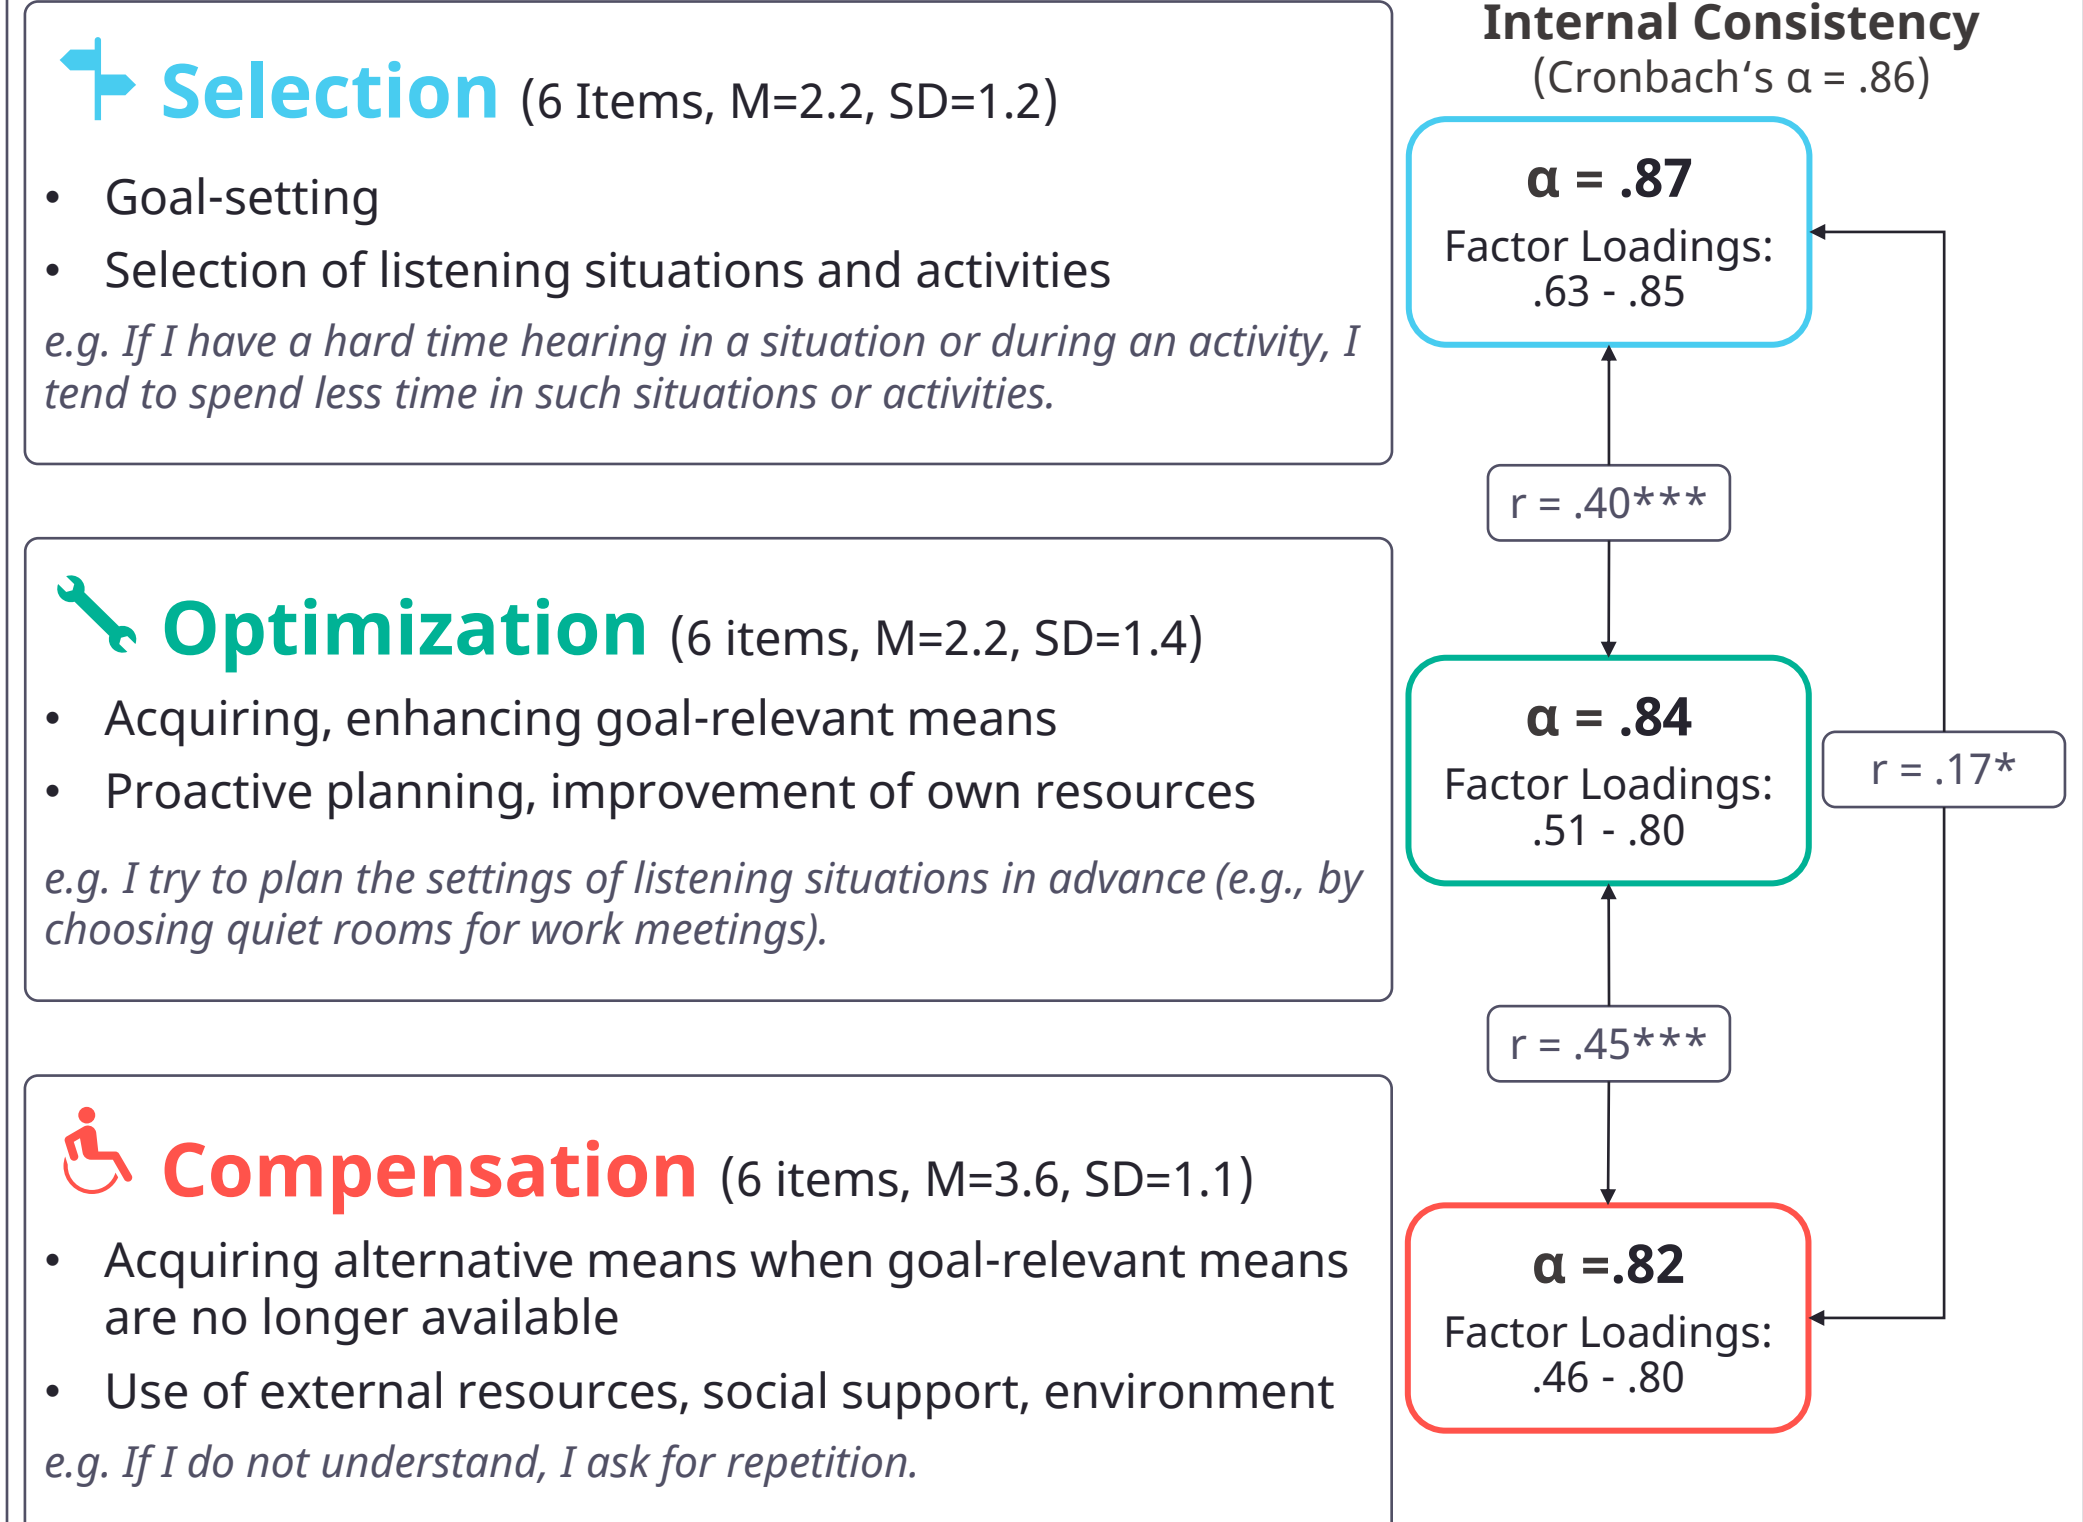 Selection (6 Items, M=2.2, SD=1.2)
• Goal-setting
• Selection of listening situations and activities
e.g. If I have a hard time hearing in a situation or during an activity, I
tend to spend less time in such situations or activities.
Optimization (6 items, M=2.2, SD=1.4)
• Acquiring, enhancing goal-relevant means
• Proactive planning, improvement of own resources
e.g. I try to plan the settings of listening situations in advance (e.g., by
choosing quiet rooms for work meetings).
Compensation (6 items, M=3.6, SD=1.1)
• Acquiring alternative means when goal-relevant means
are no longer available
• Use of external resources, social support, environment
e.g. If I do not understand, I ask for repetition.
Internal Consistency
(Cronbach‘s α = .86)
α = .87
Factor Loadings:
.63 - .85
r = .40***
α = .84
Factor Loadings:
.51 - .80
r = .17*
r = .45***
α =.82
Factor Loadings:
.46 - .80